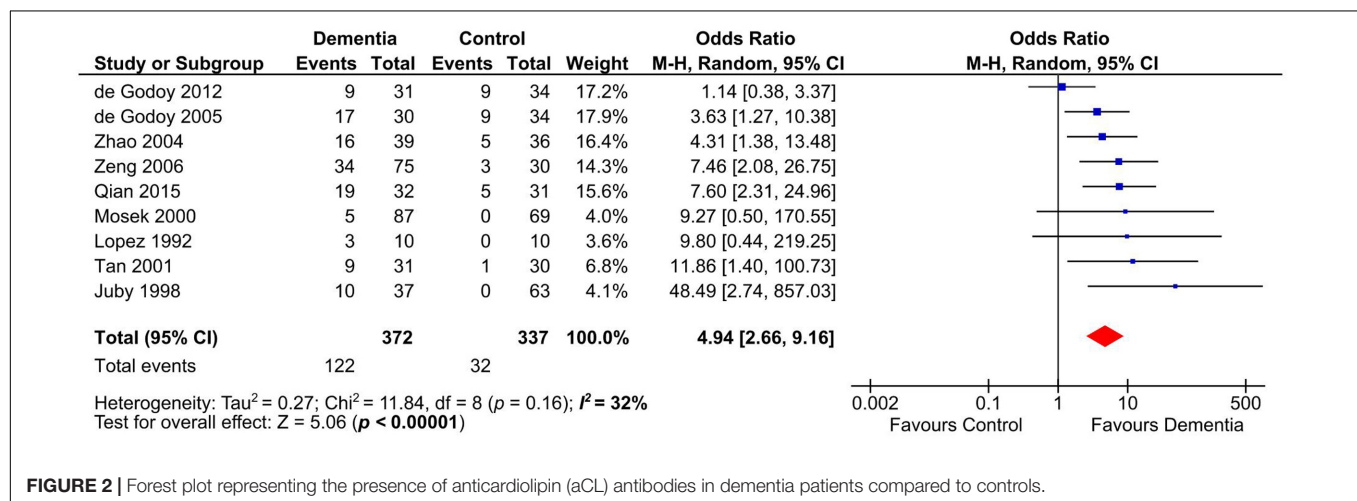 Dementia Control Odds Ratio Odds Ratio
Study or Subgroup Events Total Events Total Weight M-H, Random, 95% CI M-H, Random, 95% CI
de Godoy 2012 9 31 9 34 17.2% 1.14 [0.38, 3.37]
de Godoy 2005 17 30 9 34 17.9% 3.63 [1.27, 10.38]
Zhao 2004 16 39 5 36 16.4% 4.31 [1.38, 13.48]
Zeng 2006 34 75 3 30 14.3% 7.46 [2.08, 26.75]
Qian 2015 19 32 5 31 15.6% 7.60 [2.31, 24.96]
Mosek 2000 5 87 0 69 4.0% 9.27 [0.50, 170.55]
Lopez 1992 3 10 0 10 3.6% 9.80 [0.44, 219.25]
Tan 2001 9 31 1 30 6.8% 11.86 [1.40, 100.73]
Juby 1998 10 37 0 63 4.1% 48.49 [2.74, 857.03]
Total (95% CI) 372 337 100.0% 4.94 [2.66, 9.16]
Total events 122 32
Heterogeneity: Tau² = 0.27; Chi² = 11.84, df = 8 (p = 0.16); I² = 32%
Test for overall effect: Z = 5.06 (p < 0.00001)
0.002 0.1 1 10 500
Favours Control Favours Dementia
FIGURE 2 | Forest plot representing the presence of anticardiolipin (aCL) antibodies in dementia patients compared to controls.